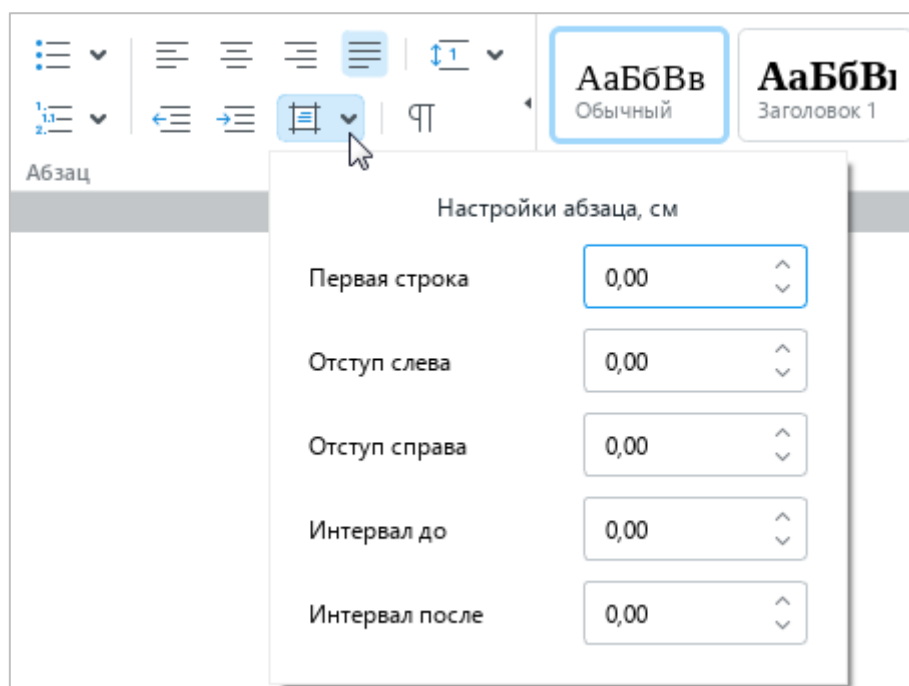 АаБбВв
Обычный
АаБбВ
Заголовок 1
Абзац
Настройки абзаца, см
Первая строка 0,00
Отступ слева 0,00
Отступ справа 0,00
Интервал до 0,00
Интервал после 0,00